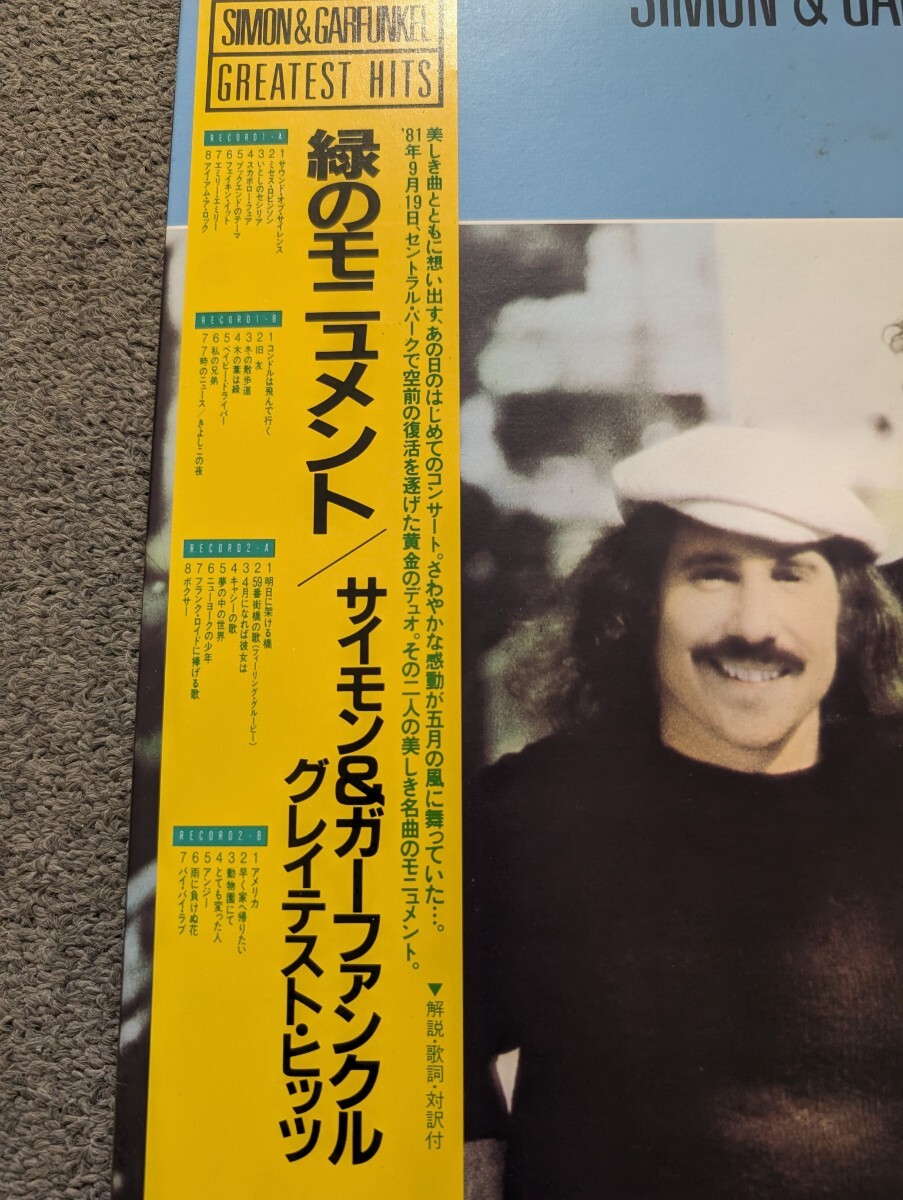 SIMON & GA
SIMON & GARFUNKEL
GREATEST HITS
美しき曲とともに想い出す、あの日のはじめてのコンサート。さわやかな感動が五月の風に舞っていた…。
'81年9月19日、セントラル・パークで空前の復活を遂げた黄金のデュオ。その二人の美しき名曲のモニュメント。
▼解説・歌詞・対訳付
緑のモニュメント/サイモン&ガーファンクル
グレイテスト・ヒッツ
RECORD 1-A
1 サウンド・オブ・サイレンス
2 ミセス・ロビンソン
3 いとしのセシリア
4 スカボロー・フェア
5 ブックエンドのテーマ
6 フェイキン・イット
7 エミリー・エミリー
8 アイ・アム・ア・ロック
RECORD 1-B
1 コンドルは飛んで行く
2 旧友
3 冬の散歩道
4 木の葉は緑
5 ベイビー・ドライバー
6 私の兄弟
7 7時のニュース/きよしこの夜
RECORD 2-A
1 明日に架ける橋
2 59番街橋の歌(フィーリング・グルービー)
3 4月になれば彼女は
4 キャシーの歌
5 夢の中の世界
6 ニューヨークの少年
7 フランク・ロイドに捧げる歌
8 ボクサー
RECORD 2-B
1 アメリカ
2 早く家へ帰りたい
3 動物園にて
4 とても変った人
5 アンジー
6 雨に負けぬ花
7 バイ・バイ・ラブ